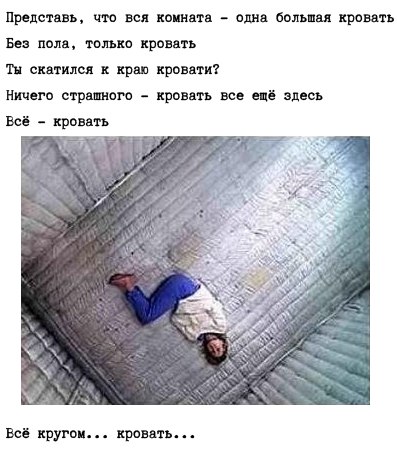 Представь, что вся комната – одна большая кровать
Без пола, только кровать
Ты скатился к краю кровати?
Ничего страшного – кровать все ещё здесь
Всё – кровать
Всё кругом... кровать...